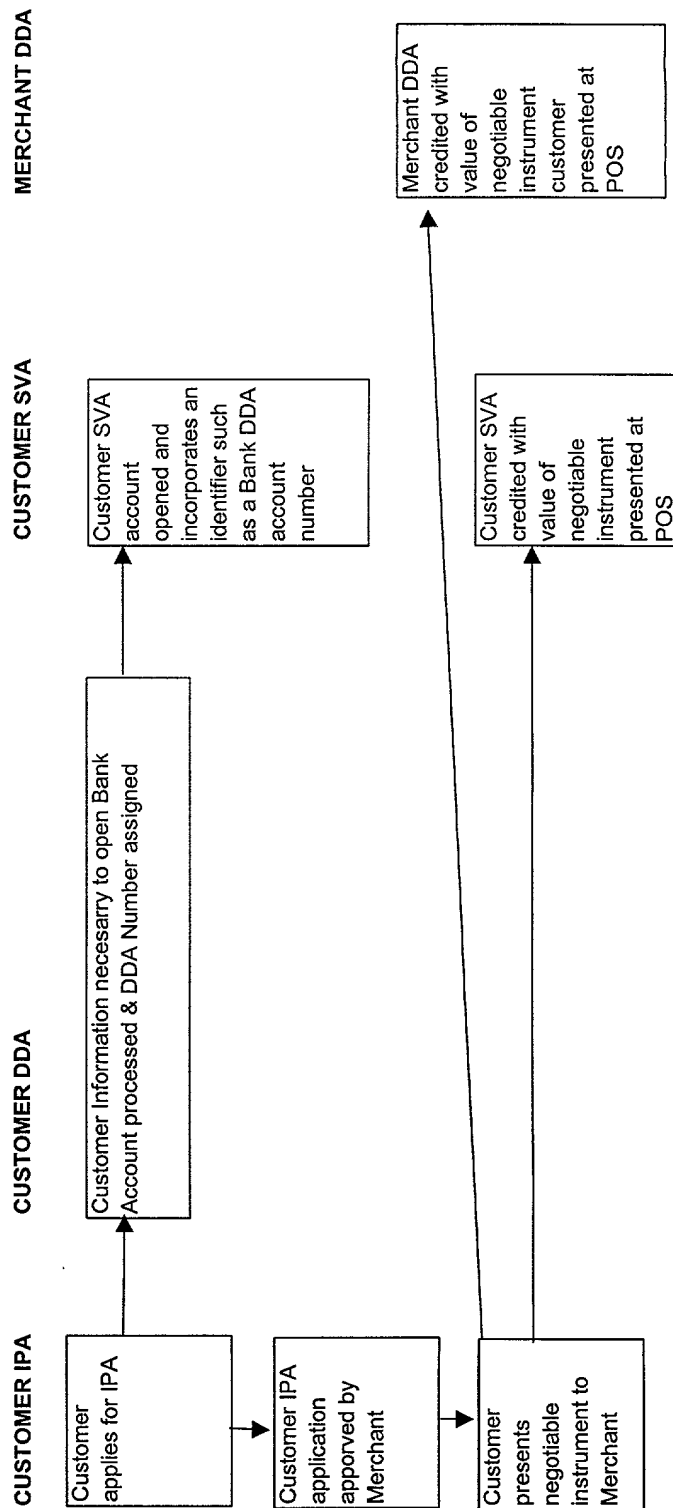 CUSTOMER IPA
CUSTOMER DDA
CUSTOMER SVA
MERCHANT DDA
Customer
applies for IPA
Customer Information necesarry to open Bank
Account processed & DDA Number assigned
Customer SVA
account
opened and
incorporates an
identifier such
as a Bank DDA
account
number
Customer IPA
application
apporved by
Merchant
Customer
presents
negotiable
instrument to
Merchant
Customer SVA
credited with
value of
negotiable
instrument
presented at
POS
Merchant DDA
credited with
value of
negotiable
instrument
customer
presented at
POS